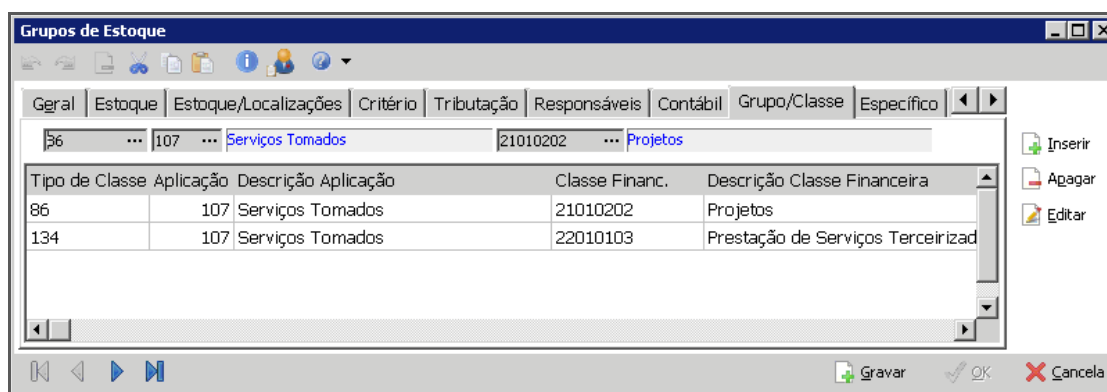 Grupos de Estoque
Geral Estoque Estoque/Localizações Critério Tributação Responsáveis Contábil Grupo/Classe Específico
86 ... 107 ... Serviços Tomados 21010202 ... Projetos
Inserir
Tipo de Classe Aplicação Descrição Aplicação Classe Financ. Descrição Classe Financeira
Apagar
86 107 Serviços Tomados 21010202 Projetos
Editar
134 107 Serviços Tomados 22010103 Prestação de Serviços Terceirizad
Gravar OK Cancela